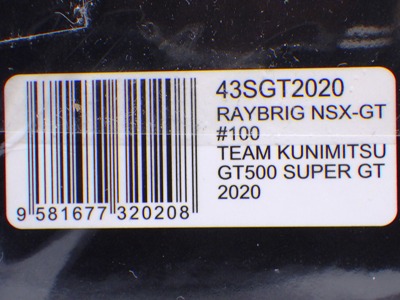 43SGT2020
RAYBRIG NSX-GT
#100
TEAM KUNIMITSU
GT500 SUPER GT
2020
9 581677 320208